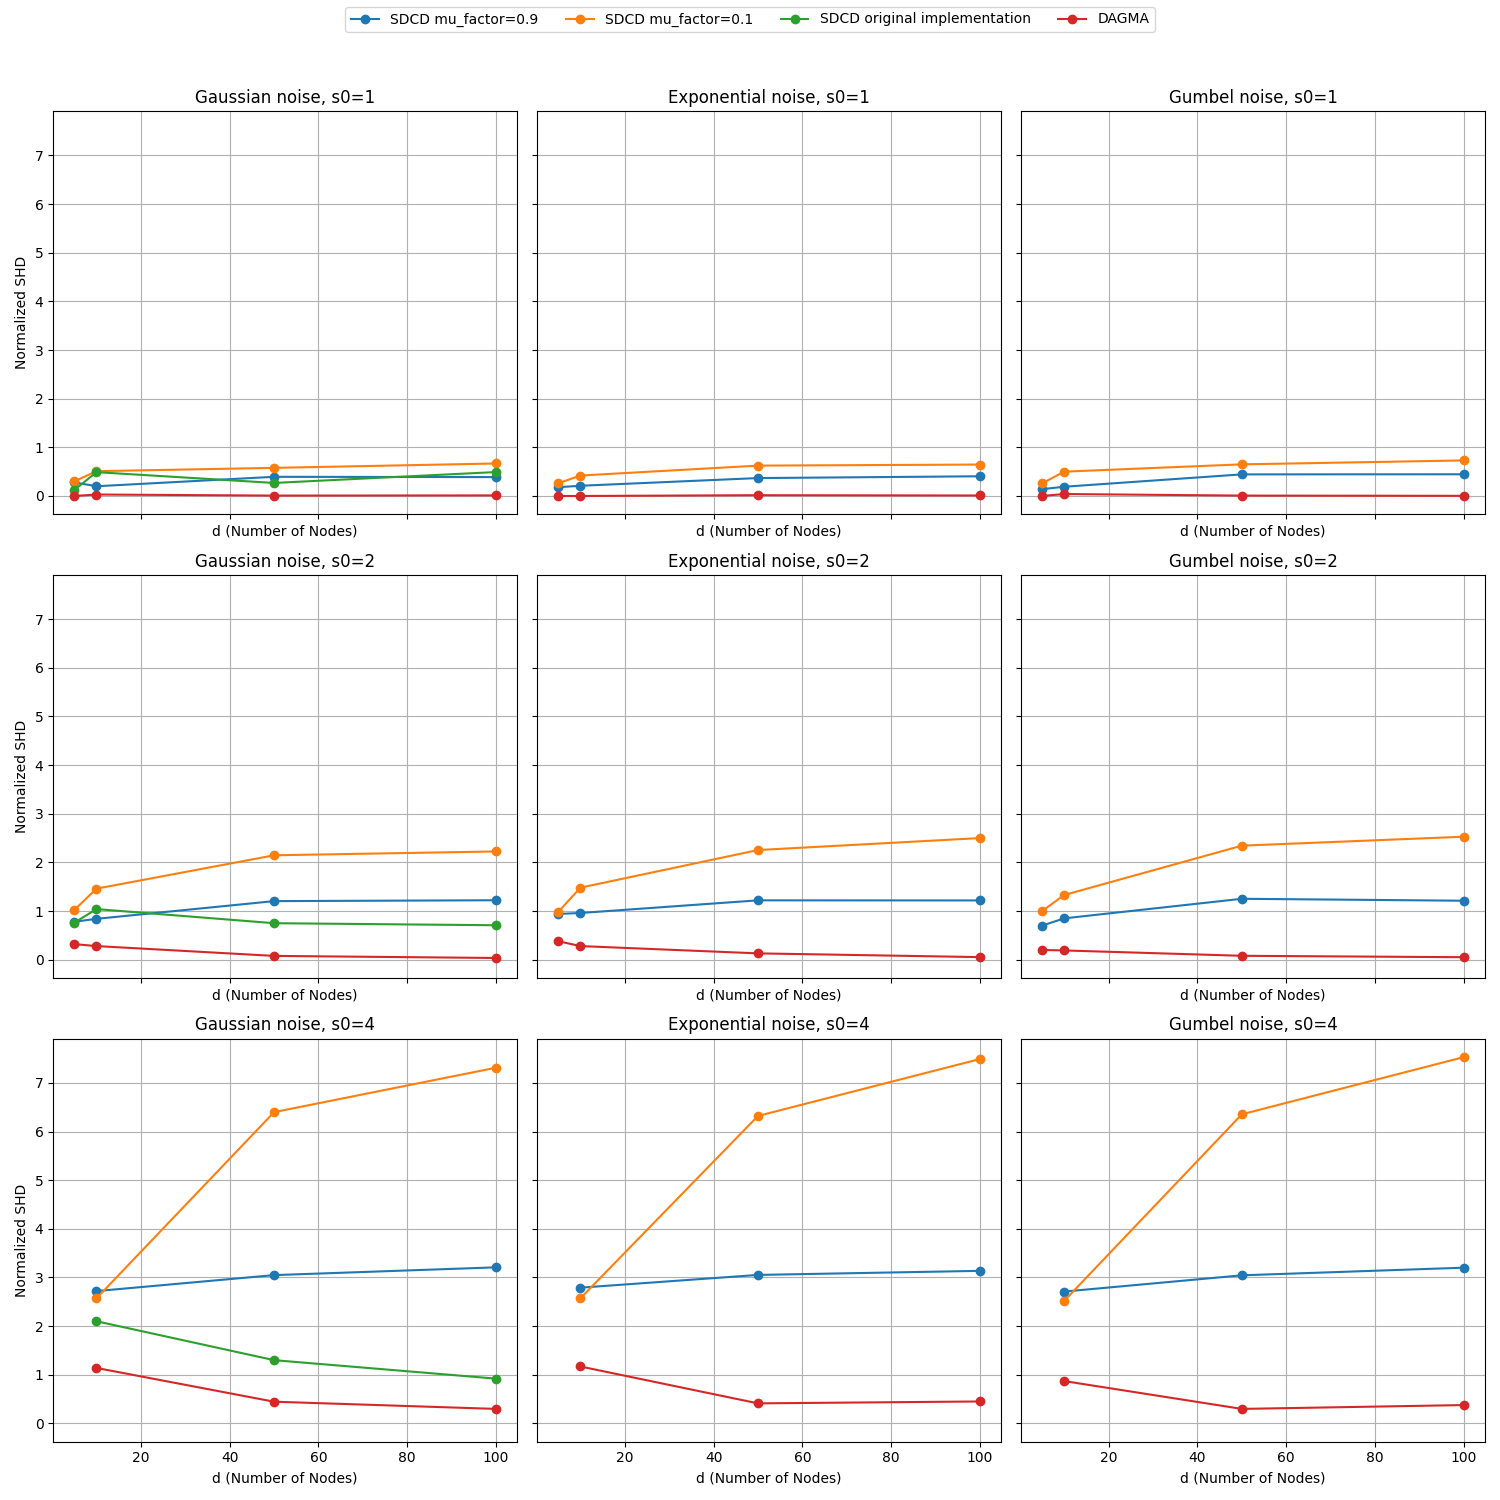 SDCD mu_factor=0.9 SDCD mu_factor=0.1 SDCD original implementation DAGMA
Gaussian noise, s0=1 Exponential noise, s0=1 Gumbel noise, s0=1
7
6
5
4
3
2
1
0
Normalized SHD
d (Number of Nodes) d (Number of Nodes) d (Number of Nodes)
Gaussian noise, s0=2 Exponential noise, s0=2 Gumbel noise, s0=2
7
6
5
4
3
2
1
0
Normalized SHD
d (Number of Nodes) d (Number of Nodes) d (Number of Nodes)
Gaussian noise, s0=4 Exponential noise, s0=4 Gumbel noise, s0=4
7
6
5
4
3
2
1
0
Normalized SHD
20 40 60 80 100 20 40 60 80 100 20 40 60 80 100
d (Number of Nodes) d (Number of Nodes) d (Number of Nodes)